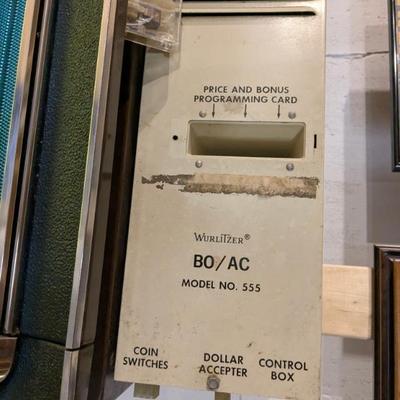 PRICE AND BONUS
PROGRAMMING CARD
WURLITZER®
BO/AC
MODEL NO. 555
COIN
SWITCHES
DOLLAR
ACCEPTER
CONTROL
BOX